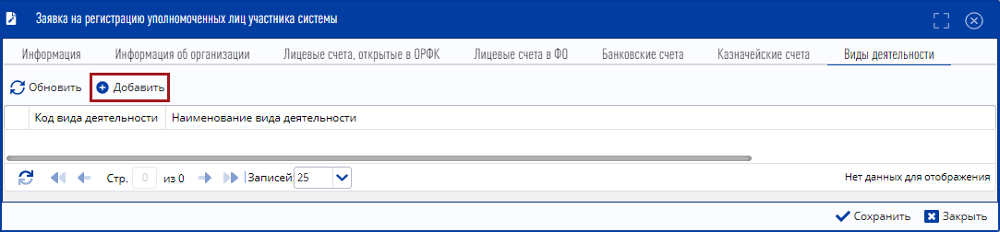 Заявка на регистрацию уполномоченных лиц участника системы
Информация Информация об организации Лицевые счета, открытые в ОРФК Лицевые счета в ФО Банковские счета Казначейские счета Виды деятельности
Обновить Добавить
Код вида деятельности Наименование вида деятельности
Стр. 0 из 0 Записей: 25 Нет данных для отображения
Сохранить Закрыть